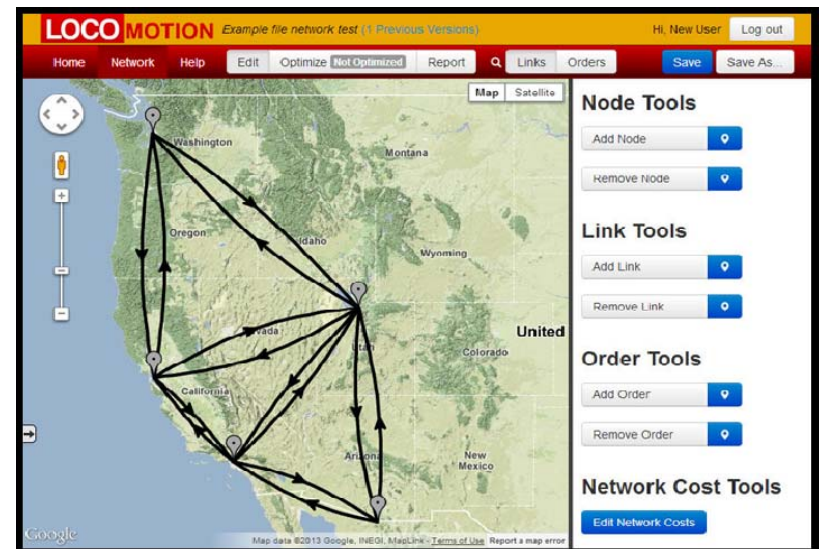 LOCOMOTION Example file network test (1 Previous Versions) Hi, New User Log out
Home Network Help Edit Optimize Not Optimized Report Links Orders Save Save As...
Map Satellite
Node Tools
Add Node
Remove Node
Link Tools
Add Link
Remove Link
Order Tools
Add Order
Remove Order
Network Cost Tools
Edit Network Costs
Washington
Montana
Oregon
Idaho
Wyoming
vada
United
Utah
Colorado
California
Arizona
New
Mexico
Google
Map data ©2013 Google, INEGI, MapLink - Terms of Use Report a map error